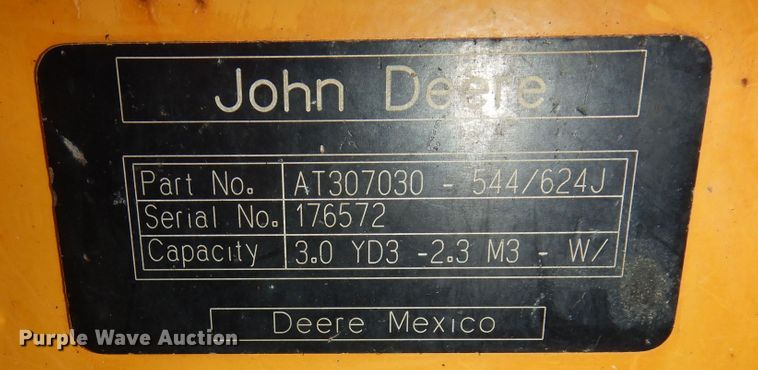 John Deere
Part No. AT307030 - 544/624J
Serial No. 176572
Capacity 3.0 YD3 -2.3 M3 - W/
Deere Mexico
Purple Wave Auction